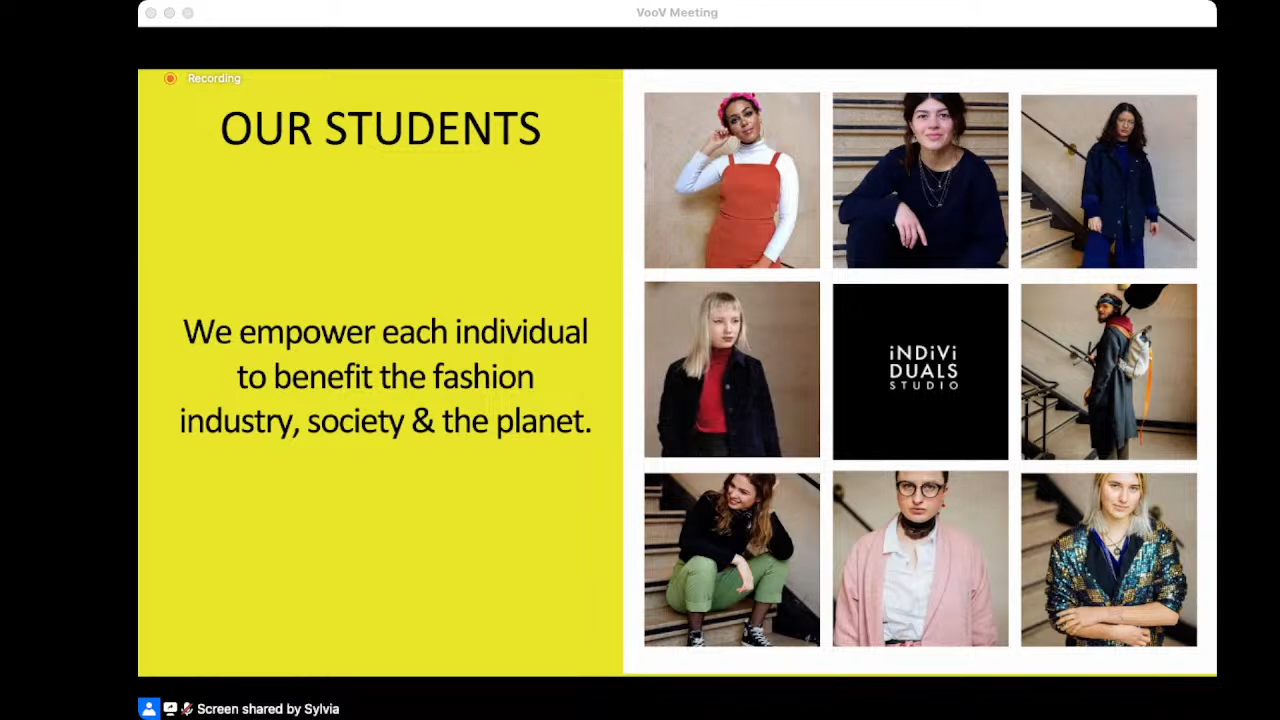 VooV Meeting
Recording
OUR STUDENTS
We empower each individual
to benefit the fashion
industry, society & the planet.
iNDiVi
DUALS
STUDIO
Screen shared by Sylvia